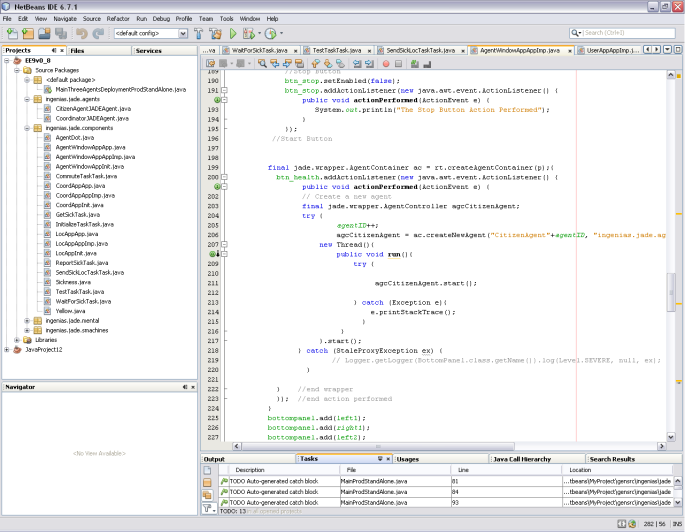 NetBeans IDE 6.7.1
File Edit View Navigate Source Refactor Run Debug Profile Team Tools Window Help
<default config>
Search (Ctrl+I)
Projects Files Services
...va WaitForSickTask.java TestTaskTask.java SendSickLocTaskTask.java AgentWindowAppAppImp.java UserAppAppImp.j...
EE9v0_8
Source Packages
<default package>
MainThreeAgentsDeploymentProdStandAlone.java
ingenias.jade.agents
CitizenAgentJADEAgent.java
CoordinatorJADEAgent.java
ingenias.jade.components
AgentDot.java
AgentWindowAppApp.java
AgentWindowAppAppImp.java
AgentWindowAppInit.java
CommuteTaskTask.java
CoordAppApp.java
CoordAppAppImp.java
CoordAppInit.java
GetSickTask.java
InitializeTaskTask.java
LocAppApp.java
LocAppAppImp.java
LocAppInit.java
ReportSickTask.java
SendSickLocTaskTask.java
Sickness.java
TestTaskTask.java
WaitForSickTask.java
Yellow.java
ingenias.jade.mental
ingenias.jade.smachines
Libraries
JavaProject12
Navigator
<No View Available>
189 //Stop Button
190 btn_stop.setEnabled(false);
191 btn_stop.addActionListener(new java.awt.event.ActionListener() {
public void actionPerformed(ActionEvent e) {
193 System.out.println("The Stop Button Action Performed");
194 }
195 });
196 //Start Button
197
198
199 final jade.wrapper.AgentContainer ac = rt.createAgentContainer(p);{
200 btn_health.addActionListener(new java.awt.event.ActionListener() {
public void actionPerformed(ActionEvent e) {
202 // Create a new agent
203 final jade.wrapper.AgentController agrCitizenAgent;
204 try {
205 agentID++;
206 agcCitizenAgent = ac.createNewAgent("CitizenAgent"+agentID, "ingenias.jade.ag
207 new Thread(){
public void run(){
209 try {
210
211 agcCitizenAgent.start();
212
213 } catch (Exception e){
214 e.printStackTrace();
215 }
216 }
217 }.start();
218 } catch (StaleProxyException ex) {
219 // Logger.getLogger(BottomPanel.class.getName()).log(Level.SEVERE, null, ex);
220 }
221
222 } //end wrapper
223 }); //end action performed
224 }
225 bottompanel.add(left1);
226 bottompanel.add(right1);
227 bottompanel.add(left2);
Output Tasks Usages Java Call Hierarchy Search Results
Description File Line Location
TODO Auto-generated catch block MainProdStandAlone.java 81 ...tbeans\MyProject\gensrc\ingenias\jade
TODO Auto-generated catch block MainProdStandAlone.java 84 ...tbeans\MyProject\gensrc\ingenias\jade
TODO Auto-generated catch block MainProdStandAlone.java 93 ...tbeans\MyProject\gensrc\ingenias\jade
TODO: 13
282 | 56 INS